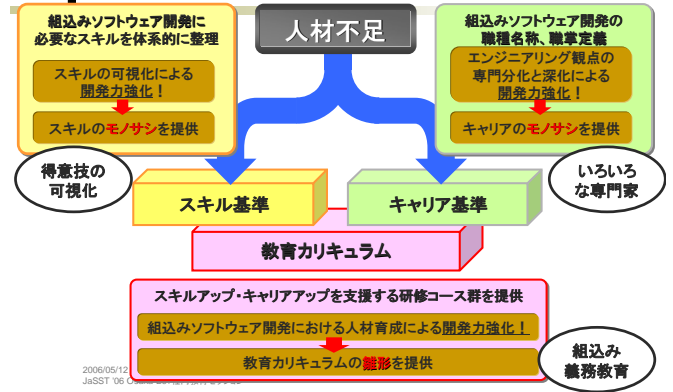 人材不足
組込みソフトウェア開発に
必要なスキルを体系的に整理
スキルの可視化による
開発力強化！
スキルのモノサシを提供
得意技の
可視化
組込みソフトウェア開発の
職種名称、職掌定義
エンジニアリング観点の
専門分化と深化による
開発力強化！
キャリアのモノサシを提供
いろいろ
な専門家
スキル基準
キャリア基準
教育カリキュラム
スキルアップ・キャリアアップを支援する研修コース群を提供
組込みソフトウェア開発における人材育成による開発力強化！
教育カリキュラムの雛形を提供
組込み
義務教育
2006/05/12
JaSST '06